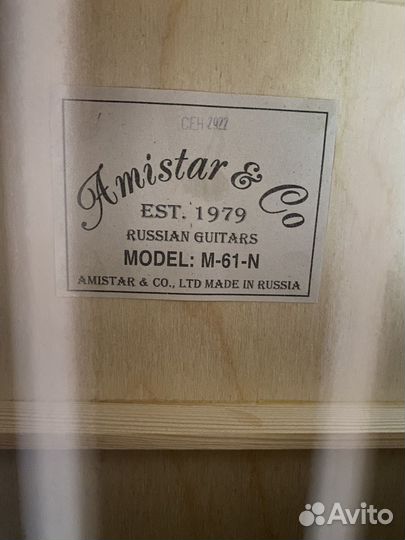 СЕН 2022
Amistar & Co
EST. 1979
RUSSIAN GUITARS
MODEL: M-61-N
AMISTAR & CO., LTD MADE IN RUSSIA
Avito